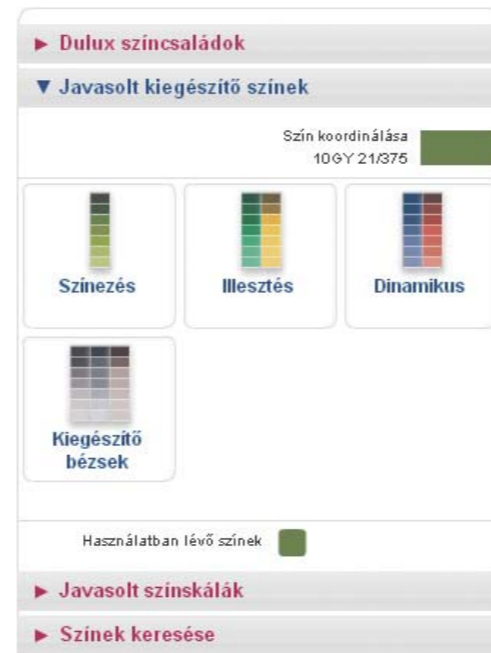 Dulux színcsaládok
Javasolt kiegészítő színek
Szín koordinálása
10GY 21/375
Színezés
Illesztés
Dinamikus
Kiegészítő
bézsek
Használatban lévő színek
Javasolt színskálák
Színek keresése